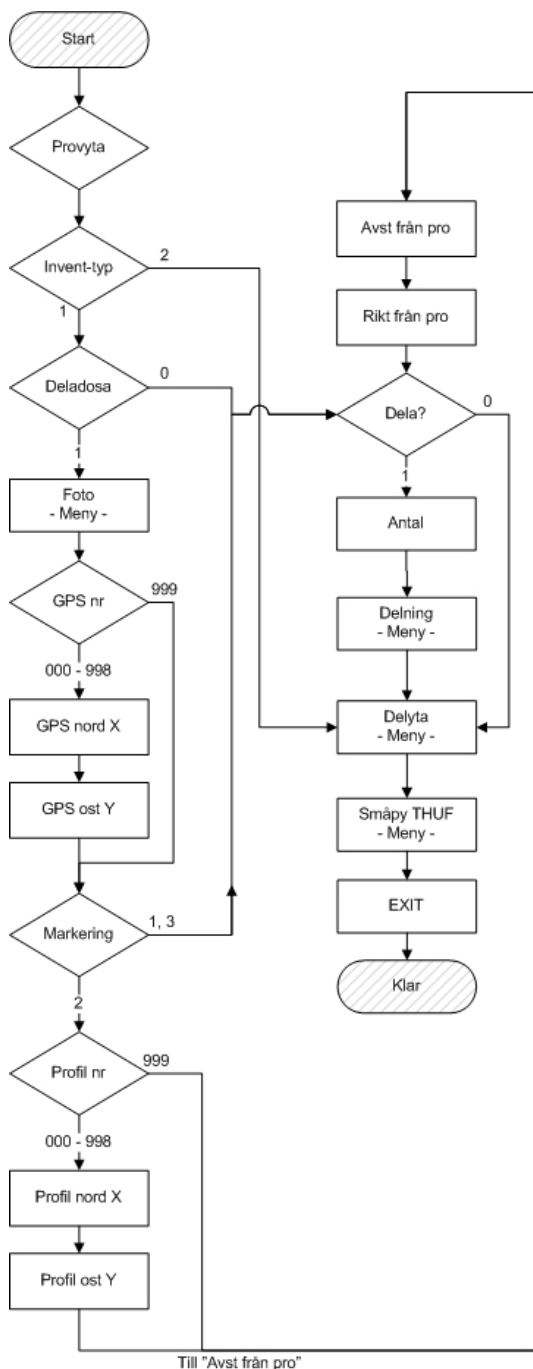 Start
Provyta
Invent-typ
2
1
Deladosa
0
1
Foto
- Meny -
GPS nr
999
000 - 998
GPS nord X
GPS ost Y
Markering
1, 3
2
Profil nr
999
000 - 998
Profil nord X
Profil ost Y
Till "Avst från pro"
Avst från pro
Rikt från pro
Dela?
0
1
Antal
Delning
- Meny -
Delyta
- Meny -
Småpy THUF
- Meny -
EXIT
Klar